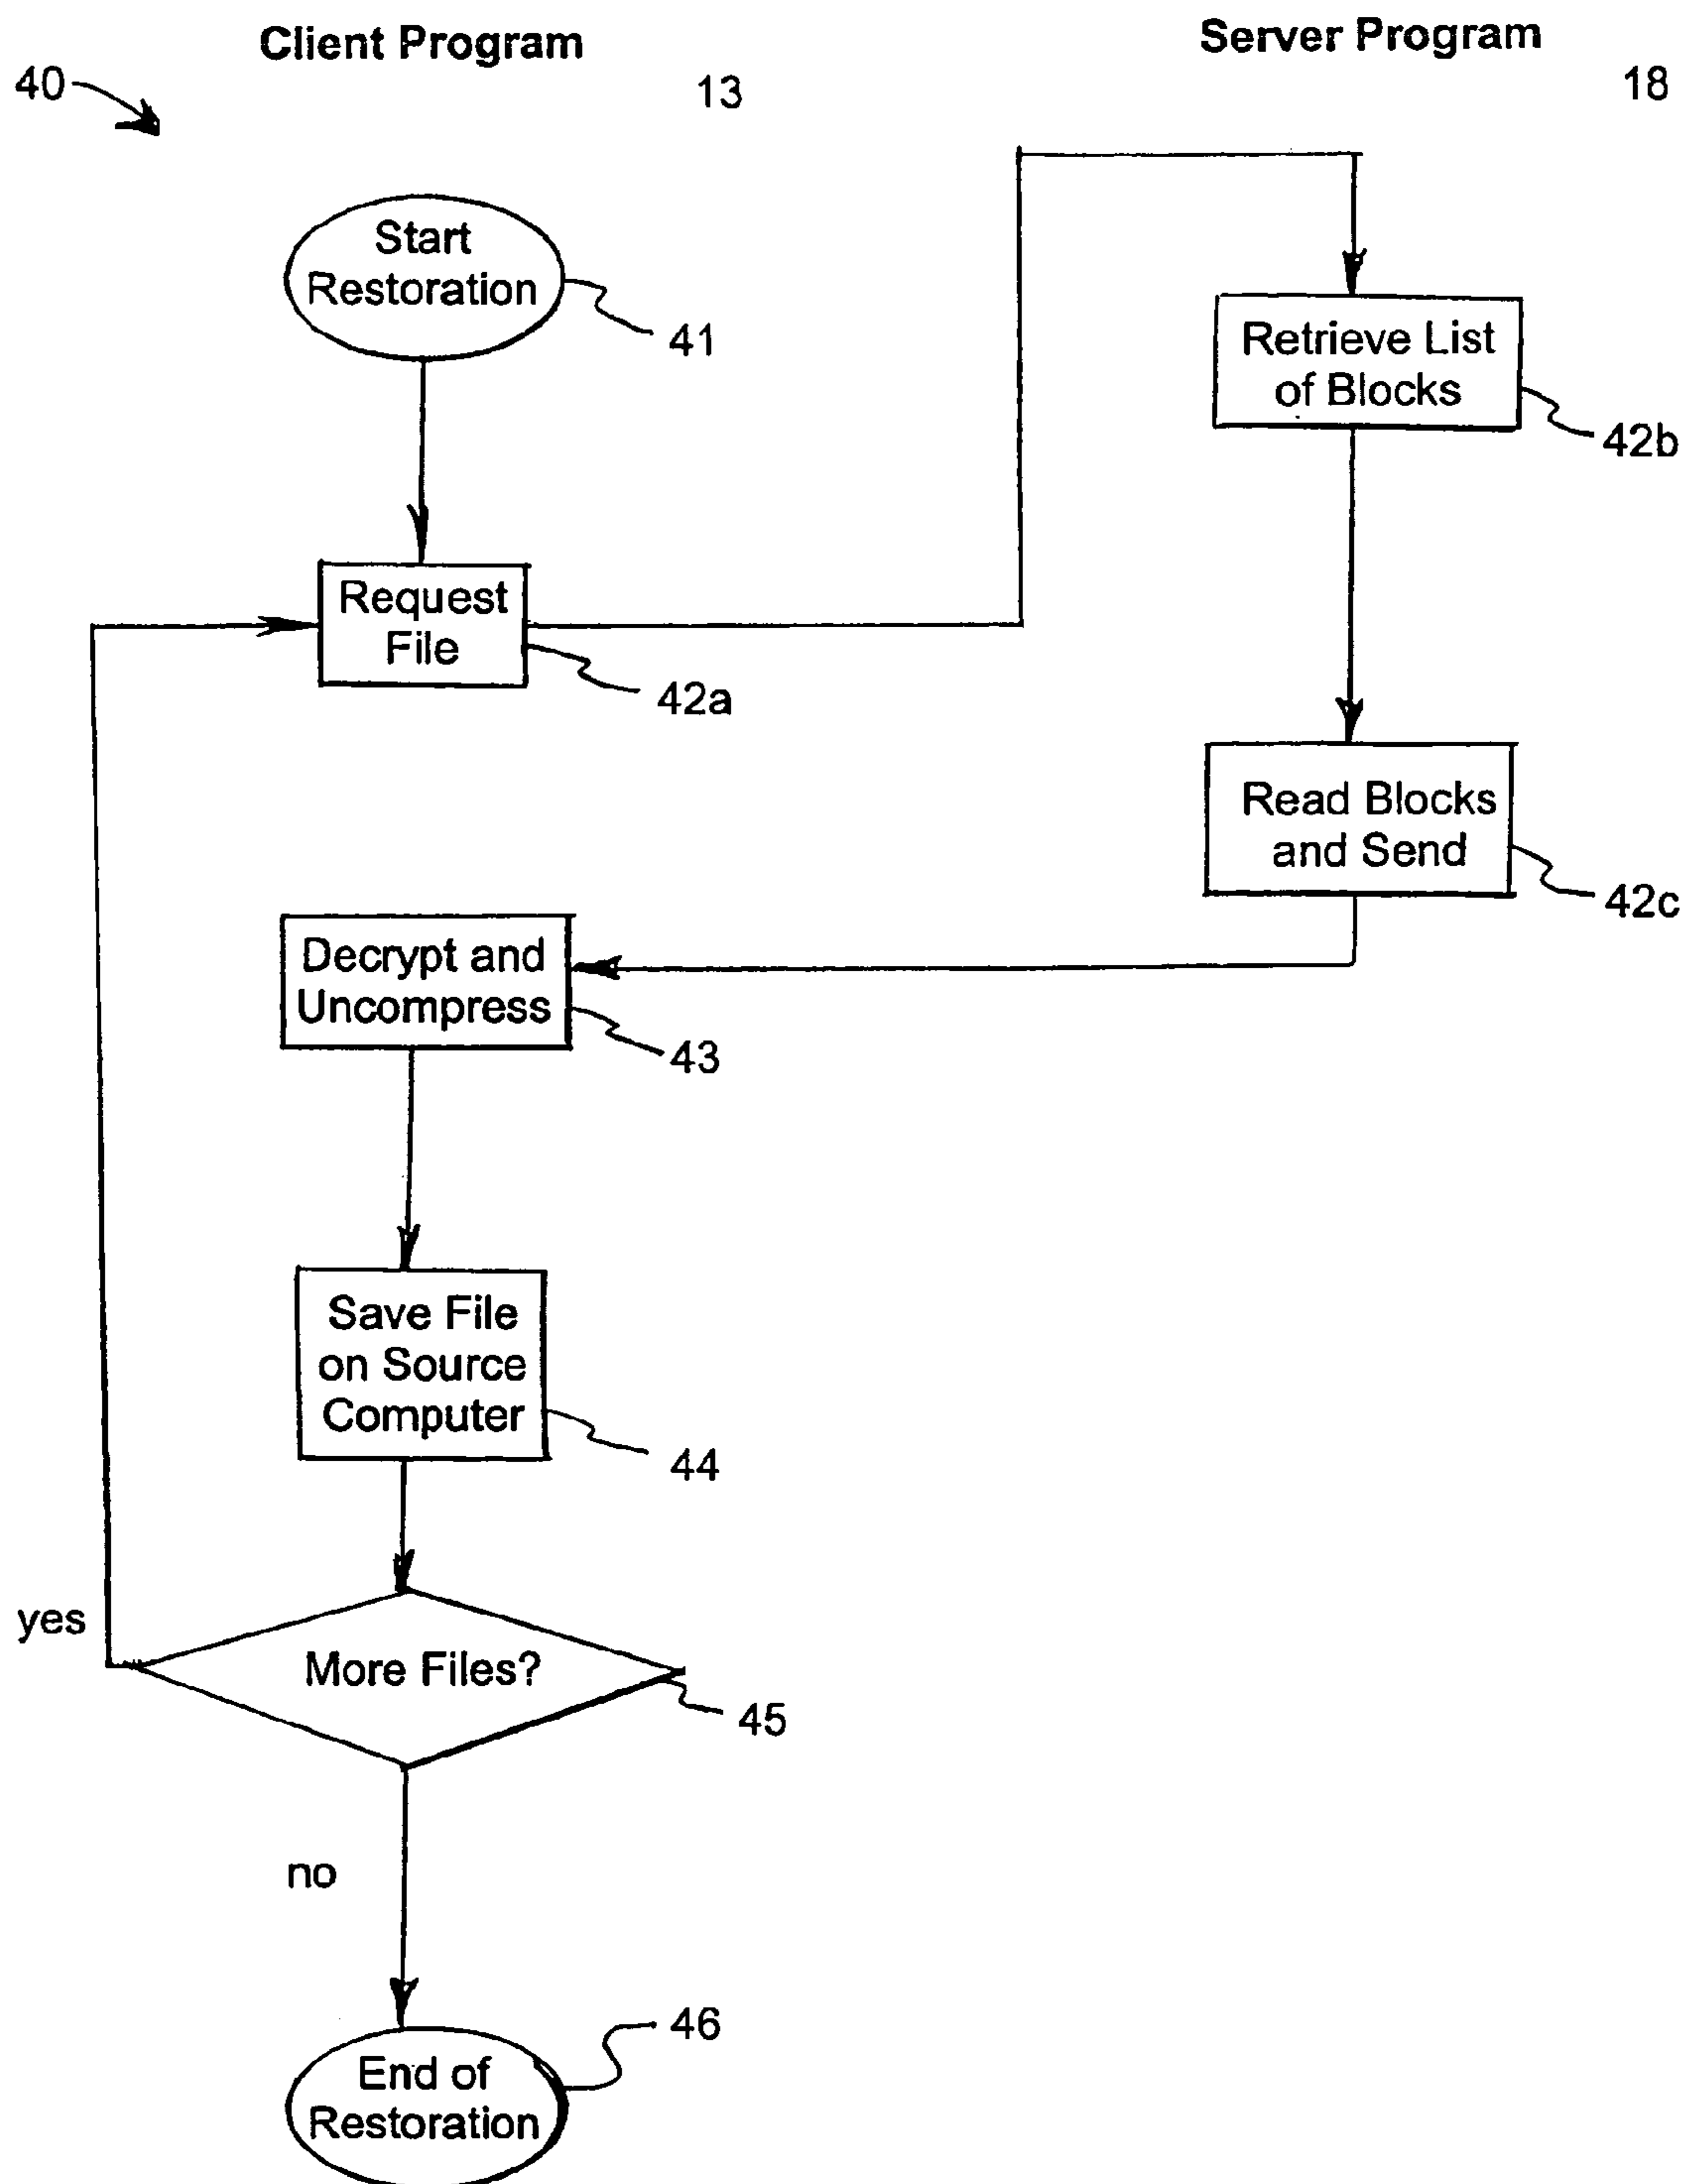 Client Program
Server Program
40
13
18
Start
Restoration
41
Retrieve List
of Blocks
42b
Request
File
42a
Read Blocks
and Send
42c
Decrypt and
Uncompress
43
Save File
on Source
Computer
44
yes
More Files?
45
no
46
End of
Restoration